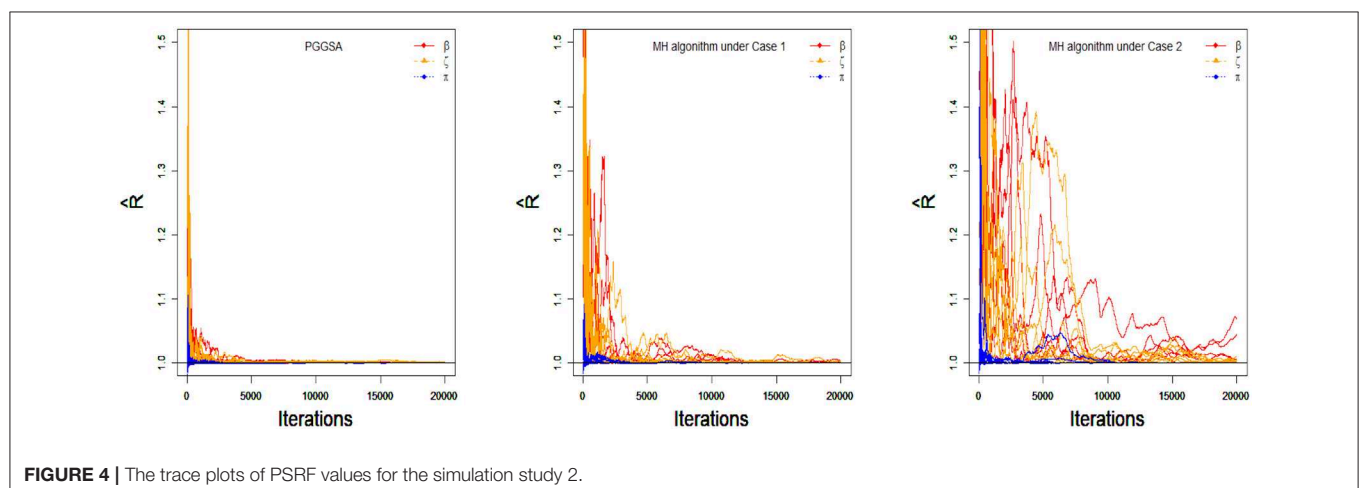 PGGSA
β
ζ
π
1.5
1.4
1.3
1.2
1.1
1.0
R̂
0 5000 10000 15000 20000
Iterations
MH algorithm under Case 1
β
ζ
π
1.5
1.4
1.3
1.2
1.1
1.0
R̂
0 5000 10000 15000 20000
Iterations
MH algorithm under Case 2
β
ζ
π
1.5
1.4
1.3
1.2
1.1
1.0
R̂
0 5000 10000 15000 20000
Iterations
FIGURE 4 | The trace plots of PSRF values for the simulation study 2.